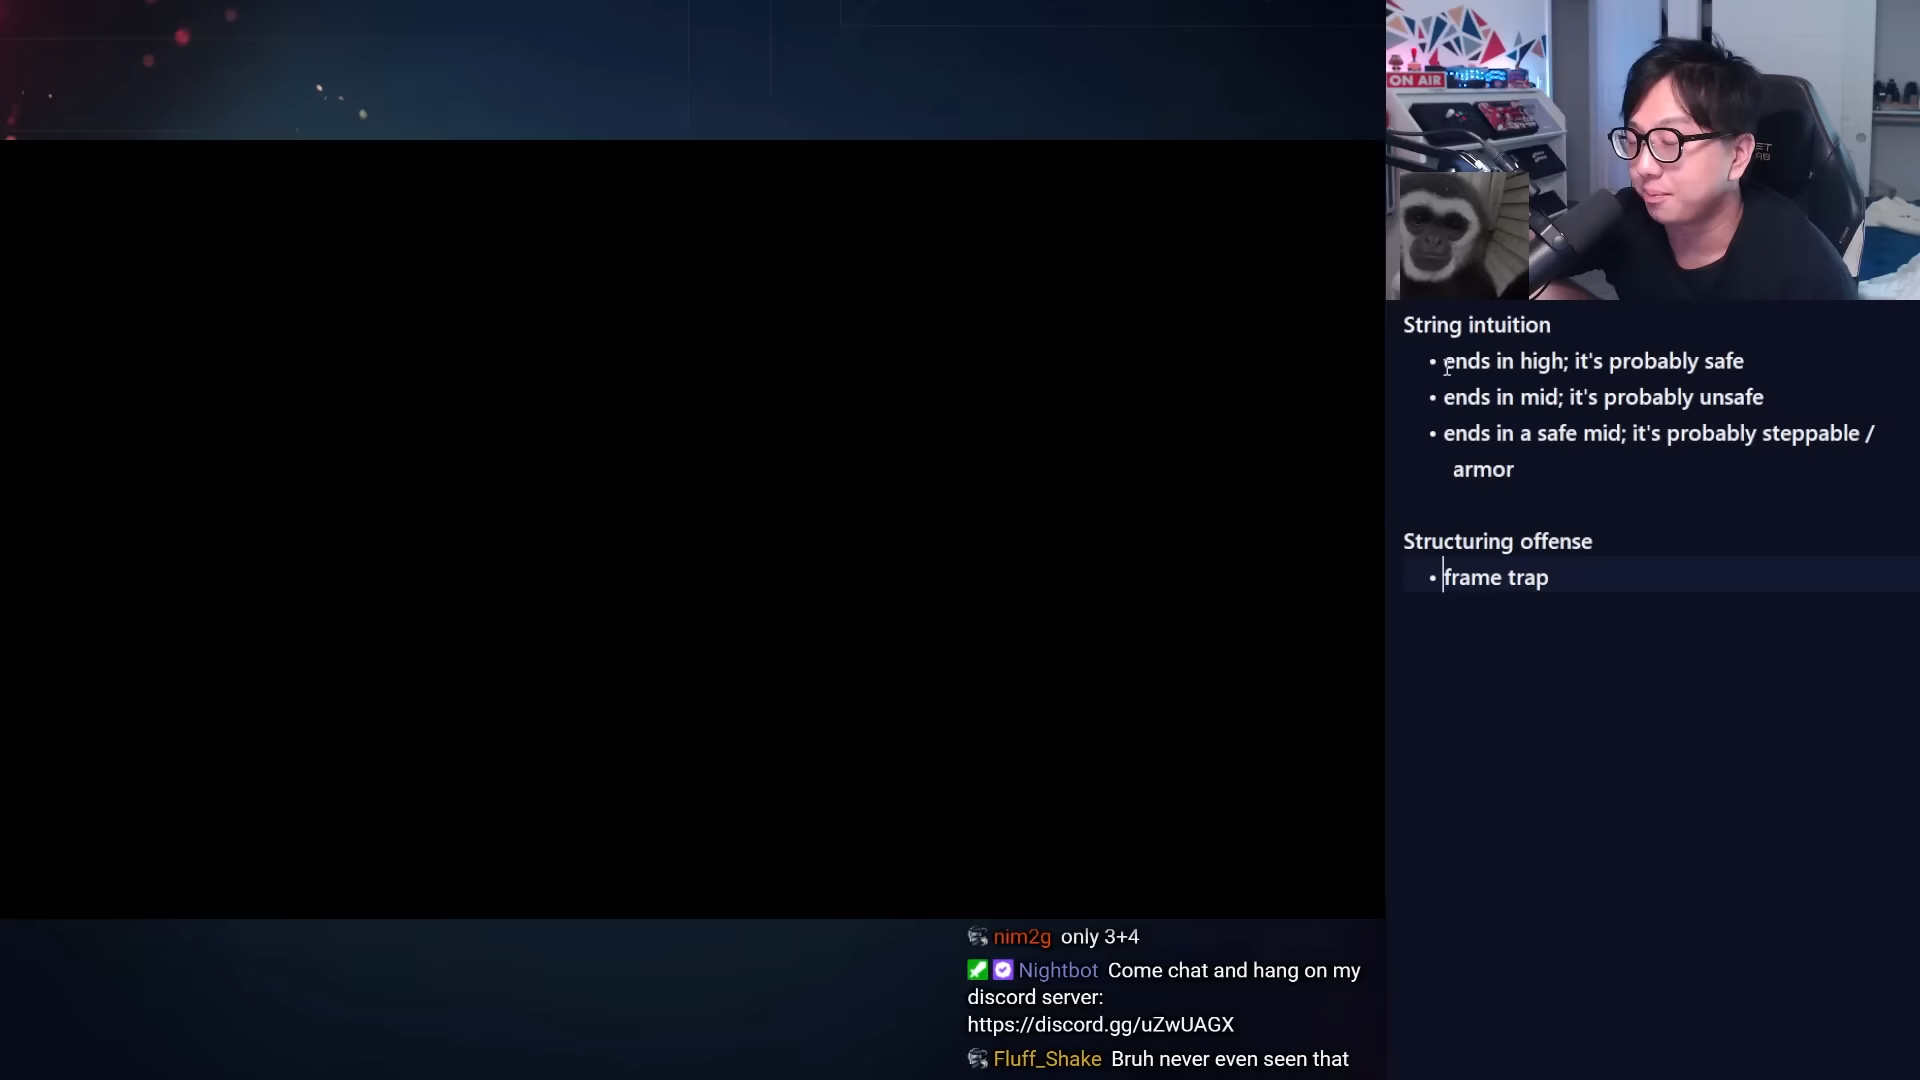 ON AIR
String intuition
• ends in high; it's probably safe
• ends in mid; it's probably unsafe
• ends in a safe mid; it's probably steppable /
armor
Structuring offense
• frame trap
nim2g only 3+4
Nightbot Come chat and hang on my
discord server:
https://discord.gg/uZwUAGX
Fluff_Shake Bruh never even seen that